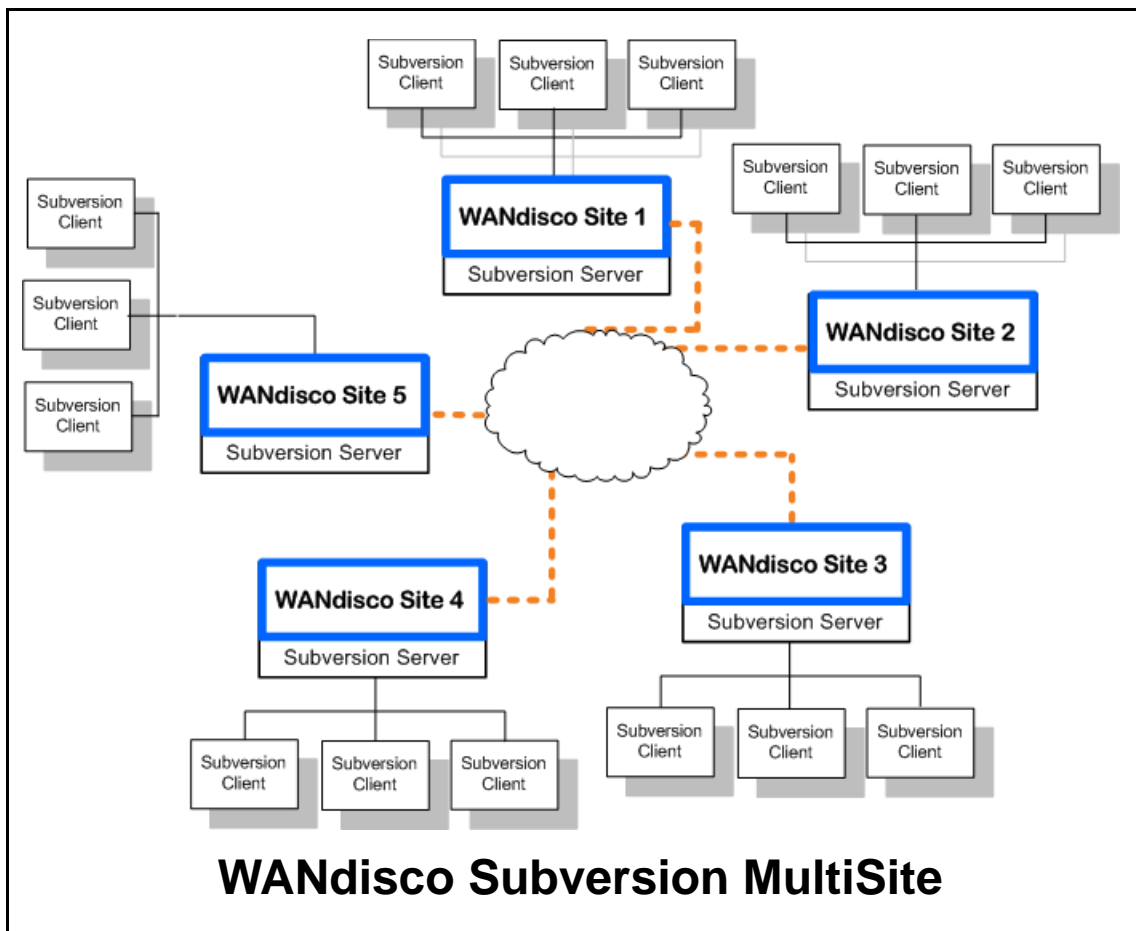 Subversion
Client
Subversion
Client
Subversion
Client
WANdisco Site 1
Subversion Server
Subversion
Client
Subversion
Client
Subversion
Client
WANdisco Site 2
Subversion Server
Subversion
Client
Subversion
Client
Subversion
Client
WANdisco Site 5
Subversion Server
WANdisco Site 3
Subversion Server
Subversion
Client
Subversion
Client
Subversion
Client
WANdisco Site 4
Subversion Server
Subversion
Client
Subversion
Client
Subversion
Client
WANdisco Subversion MultiSite